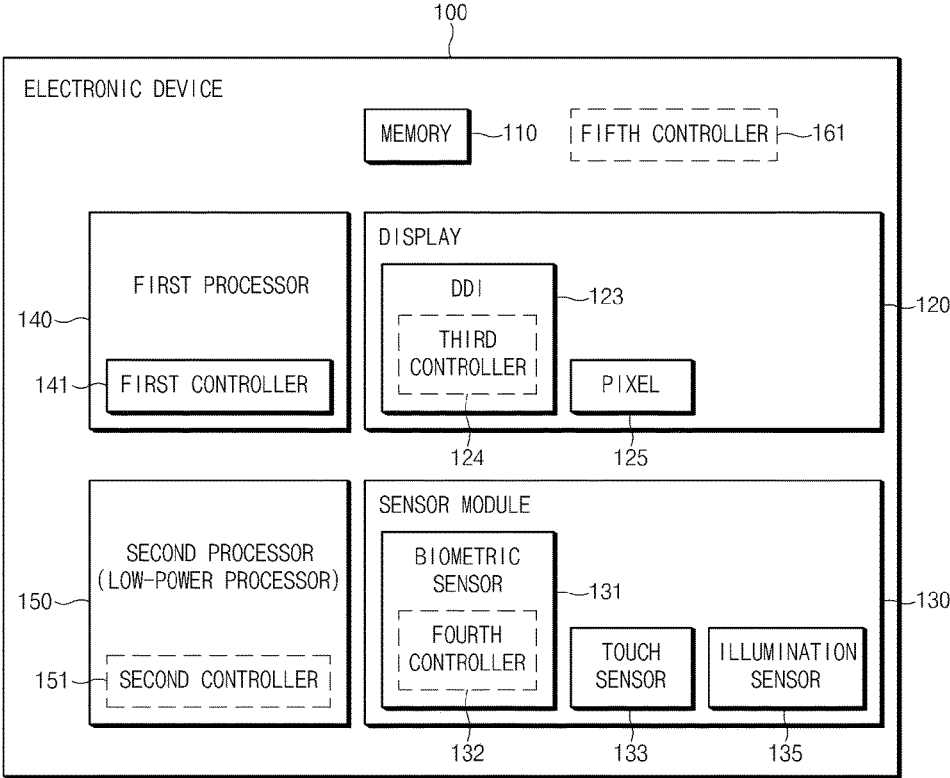 100
ELECTRONIC DEVICE
MEMORY
110
FIFTH CONTROLLER
161
FIRST PROCESSOR
140
141
FIRST CONTROLLER
DISPLAY
DDI
123
THIRD
CONTROLLER
124
PIXEL
125
120
SECOND PROCESSOR
(LOW-POWER PROCESSOR)
150
151
SECOND CONTROLLER
SENSOR MODULE
BIOMETRIC
SENSOR
131
FOURTH
CONTROLLER
132
TOUCH
SENSOR
133
ILLUMINATION
SENSOR
135
130